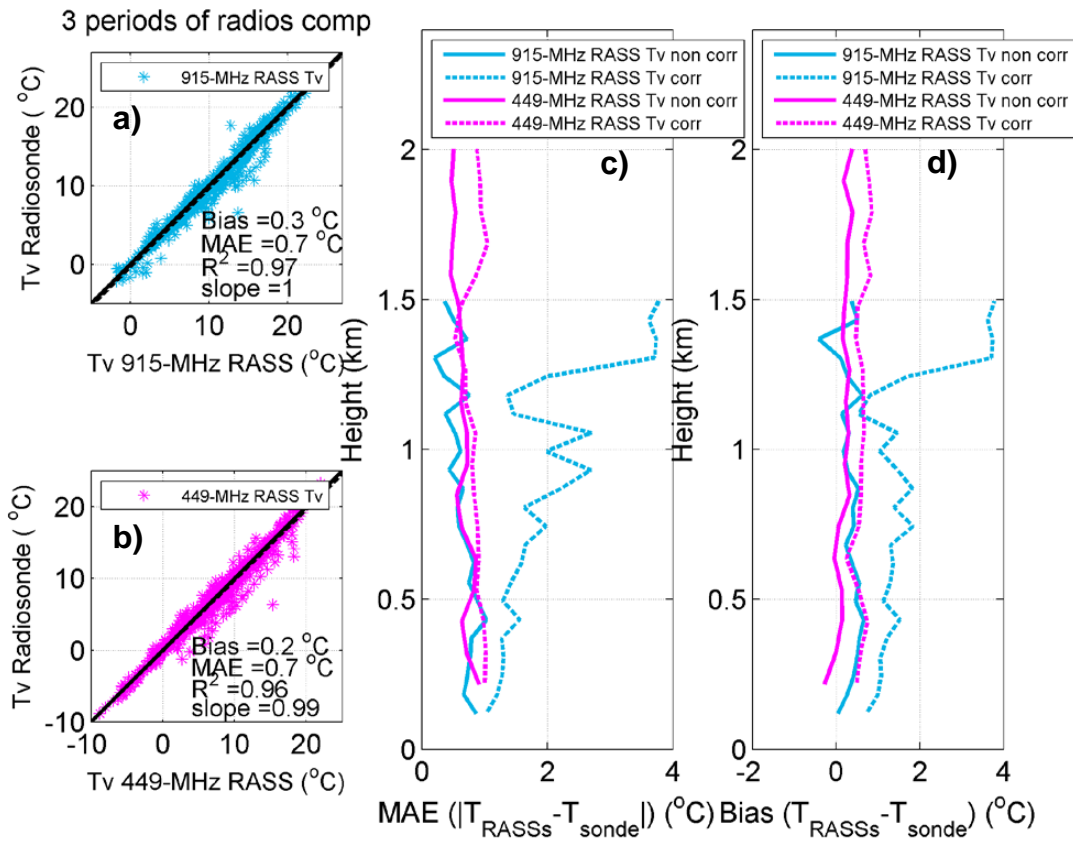 3 periods of radios comp
a)
915-MHz RASS Tv
Tv Radiosonde ( °C)
20
10
0
Bias =0.3 °C
MAE =0.7 °C
R² =0.97
slope =1
0 10 20
Tv 915-MHz RASS (°C)
b)
449-MHz RASS Tv
Tv Radiosonde ( °C)
20
10
0
-10
Bias =0.2 °C
MAE =0.7 °C
R² =0.96
slope =0.99
-10 0 10 20
Tv 449-MHz RASS (°C)
c)
915-MHz RASS Tv non corr
915-MHz RASS Tv corr
449-MHz RASS Tv non corr
449-MHz RASS Tv corr
Height (km)
2
1.5
1
0.5
0
0 2 4
MAE (|T_RASSs-T_sonde|) (°C)
d)
915-MHz RASS Tv non corr
915-MHz RASS Tv corr
449-MHz RASS Tv non corr
449-MHz RASS Tv corr
Height (km)
2
1.5
1
0.5
0
-2 0 2 4
Bias (T_RASSs-T_sonde) (°C)